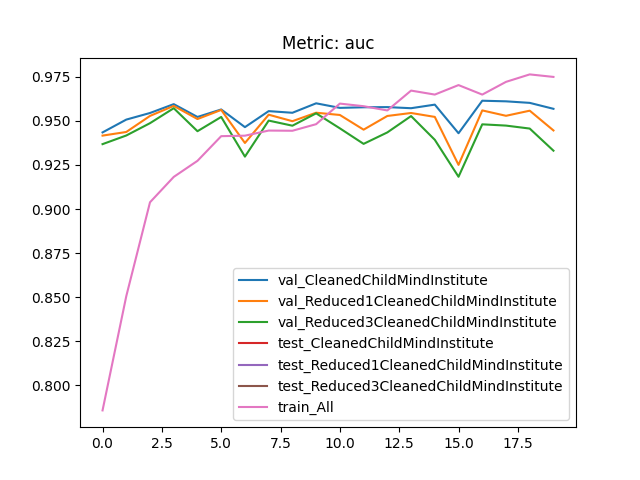 Metric: auc
0.975
0.950
0.925
0.900
0.875
0.850
0.825
0.800
val_CleanedChildMindInstitute
val_Reduced1CleanedChildMindInstitute
val_Reduced3CleanedChildMindInstitute
test_CleanedChildMindInstitute
test_Reduced1CleanedChildMindInstitute
test_Reduced3CleanedChildMindInstitute
train_All
0.0 2.5 5.0 7.5 10.0 12.5 15.0 17.5